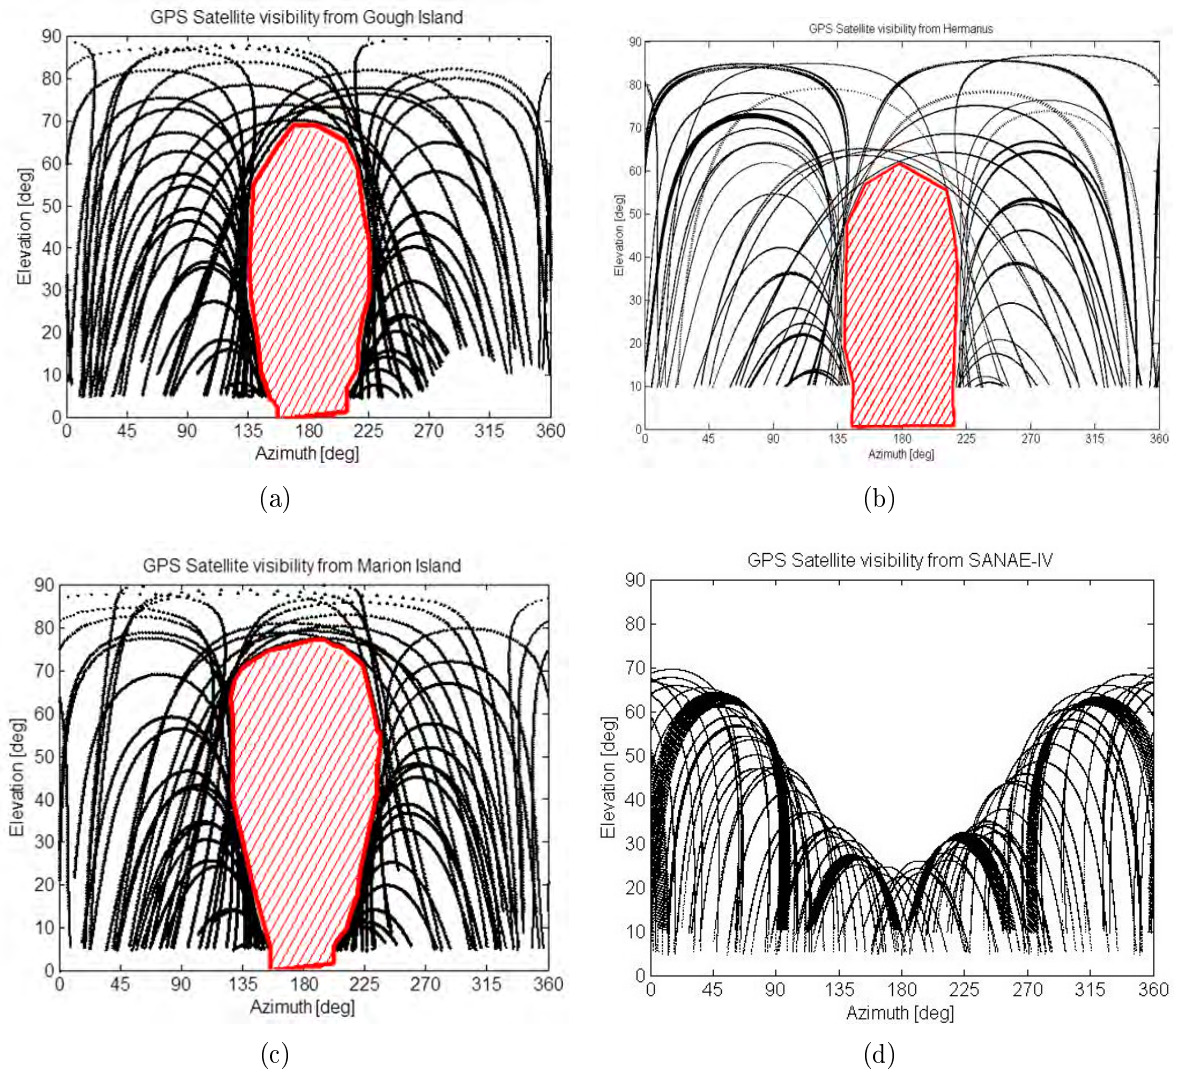 GPS Satellite visibility from Gough Island
Elevation [deg]
90
80
70
60
50
40
30
20
10
0
0 45 90 135 180 225 270 315 360
Azimuth [deg]
(a)
GPS Satellite visibility from Hermanus
Elevation [deg]
90
80
70
60
50
40
30
20
10
0
0 45 90 135 180 225 270 315 360
Azimuth [deg]
(b)
GPS Satellite visibility from Marion Island
Elevation [deg]
90
80
70
60
50
40
30
20
10
0
0 45 90 135 180 225 270 315 360
Azimuth [deg]
(c)
GPS Satellite visibility from SANAE-IV
Elevation [deg]
90
80
70
60
50
40
30
20
10
0
0 45 90 135 180 225 270 315 360
Azimuth [deg]
(d)